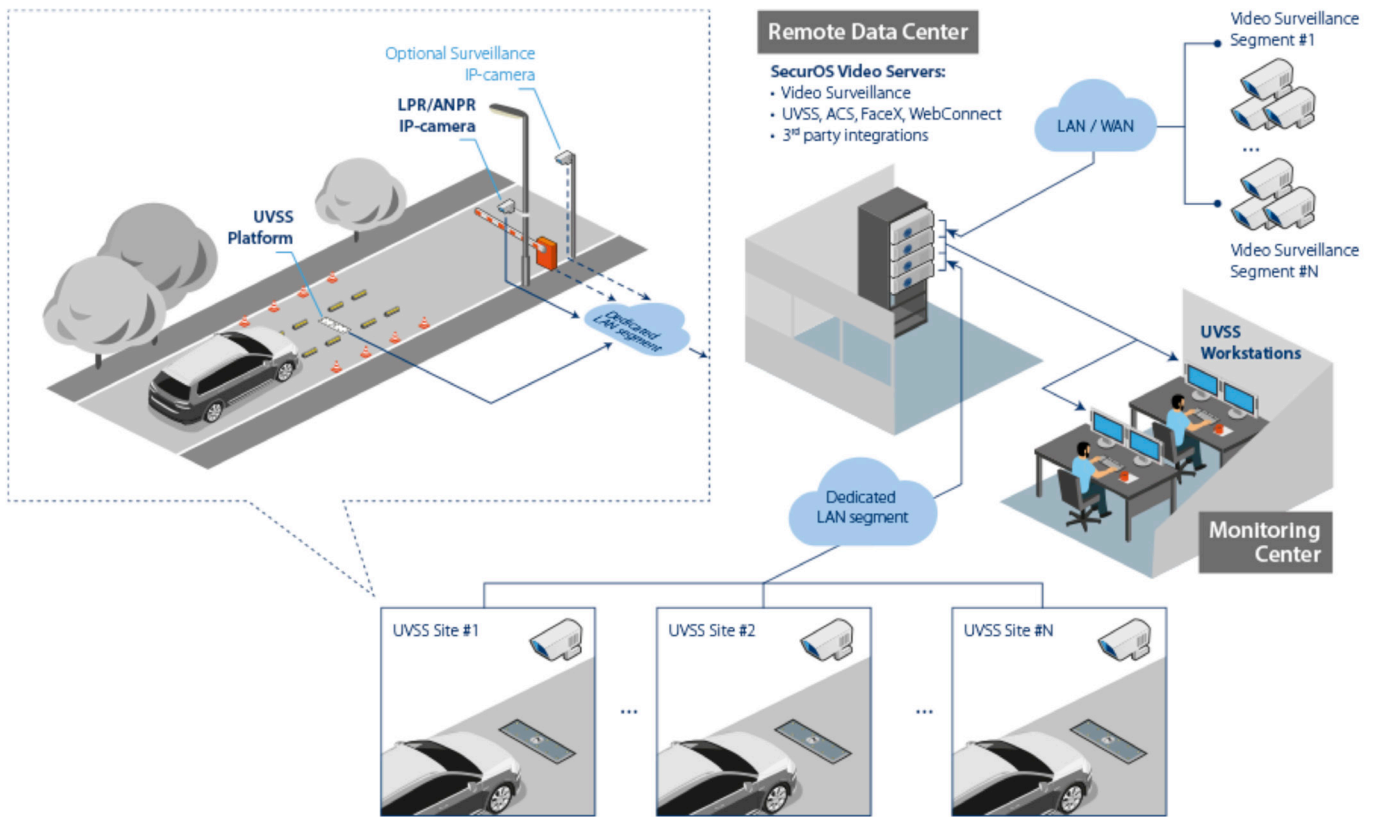 Optional Surveillance
IP-camera
LPR/ANPR
IP-camera
UVSS
Platform
Dedicated
LAN segment
Remote Data Center
SecurOS Video Servers:
• Video Surveillance
• UVSS, ACS, FaceX, WebConnect
• 3rd party integrations
LAN / WAN
Video Surveillance
Segment #1
...
Video Surveillance
Segment #N
UVSS
Workstations
Monitoring
Center
Dedicated
LAN segment
UVSS Site #1
...
UVSS Site #2
...
UVSS Site #N